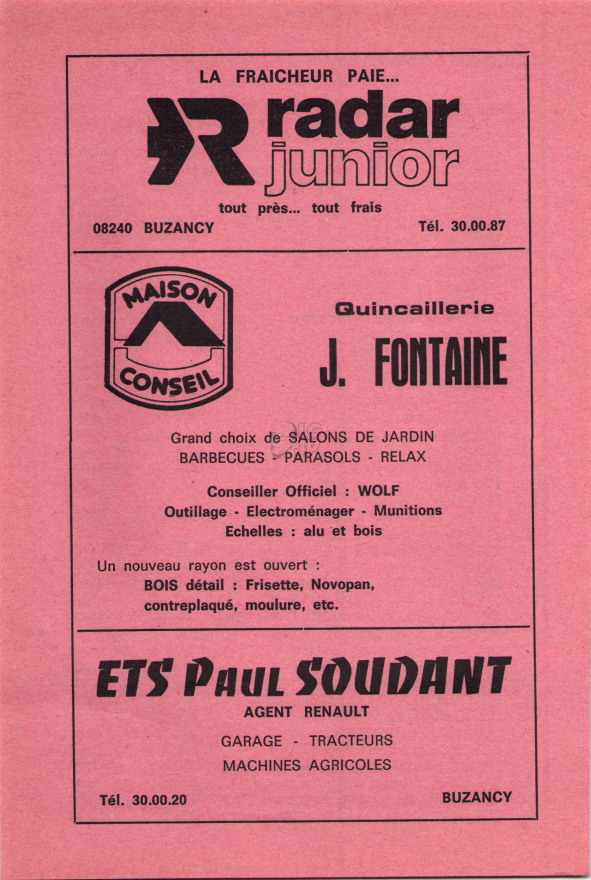 LA FRAICHEUR PAIE...
radar
junior
tout près... tout frais
08240 BUZANCY Tél. 30.00.87
MAISON
CONSEIL
Quincaillerie
J. FONTAINE
Grand choix de SALONS DE JARDIN
BARBECUES - PARASOLS - RELAX
Conseiller Officiel : WOLF
Outillage - Electroménager - Munitions
Echelles : alu et bois
Un nouveau rayon est ouvert :
BOIS détail : Frisette, Novopan,
contreplaqué, moulure, etc.
ETS PAUL SOUDANT
AGENT RENAULT
GARAGE - TRACTEURS
MACHINES AGRICOLES
Tél. 30.00.20 BUZANCY